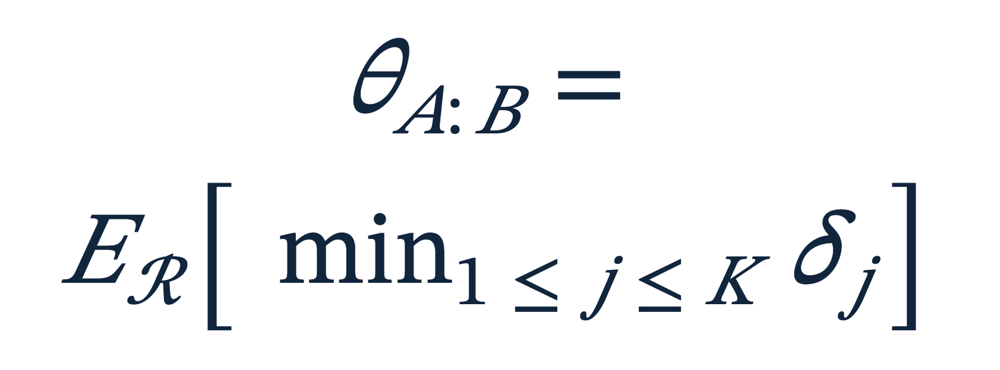 θ_{A: B} =
E_ℛ[ min_{1 ≤ j ≤ K} δ_j ]